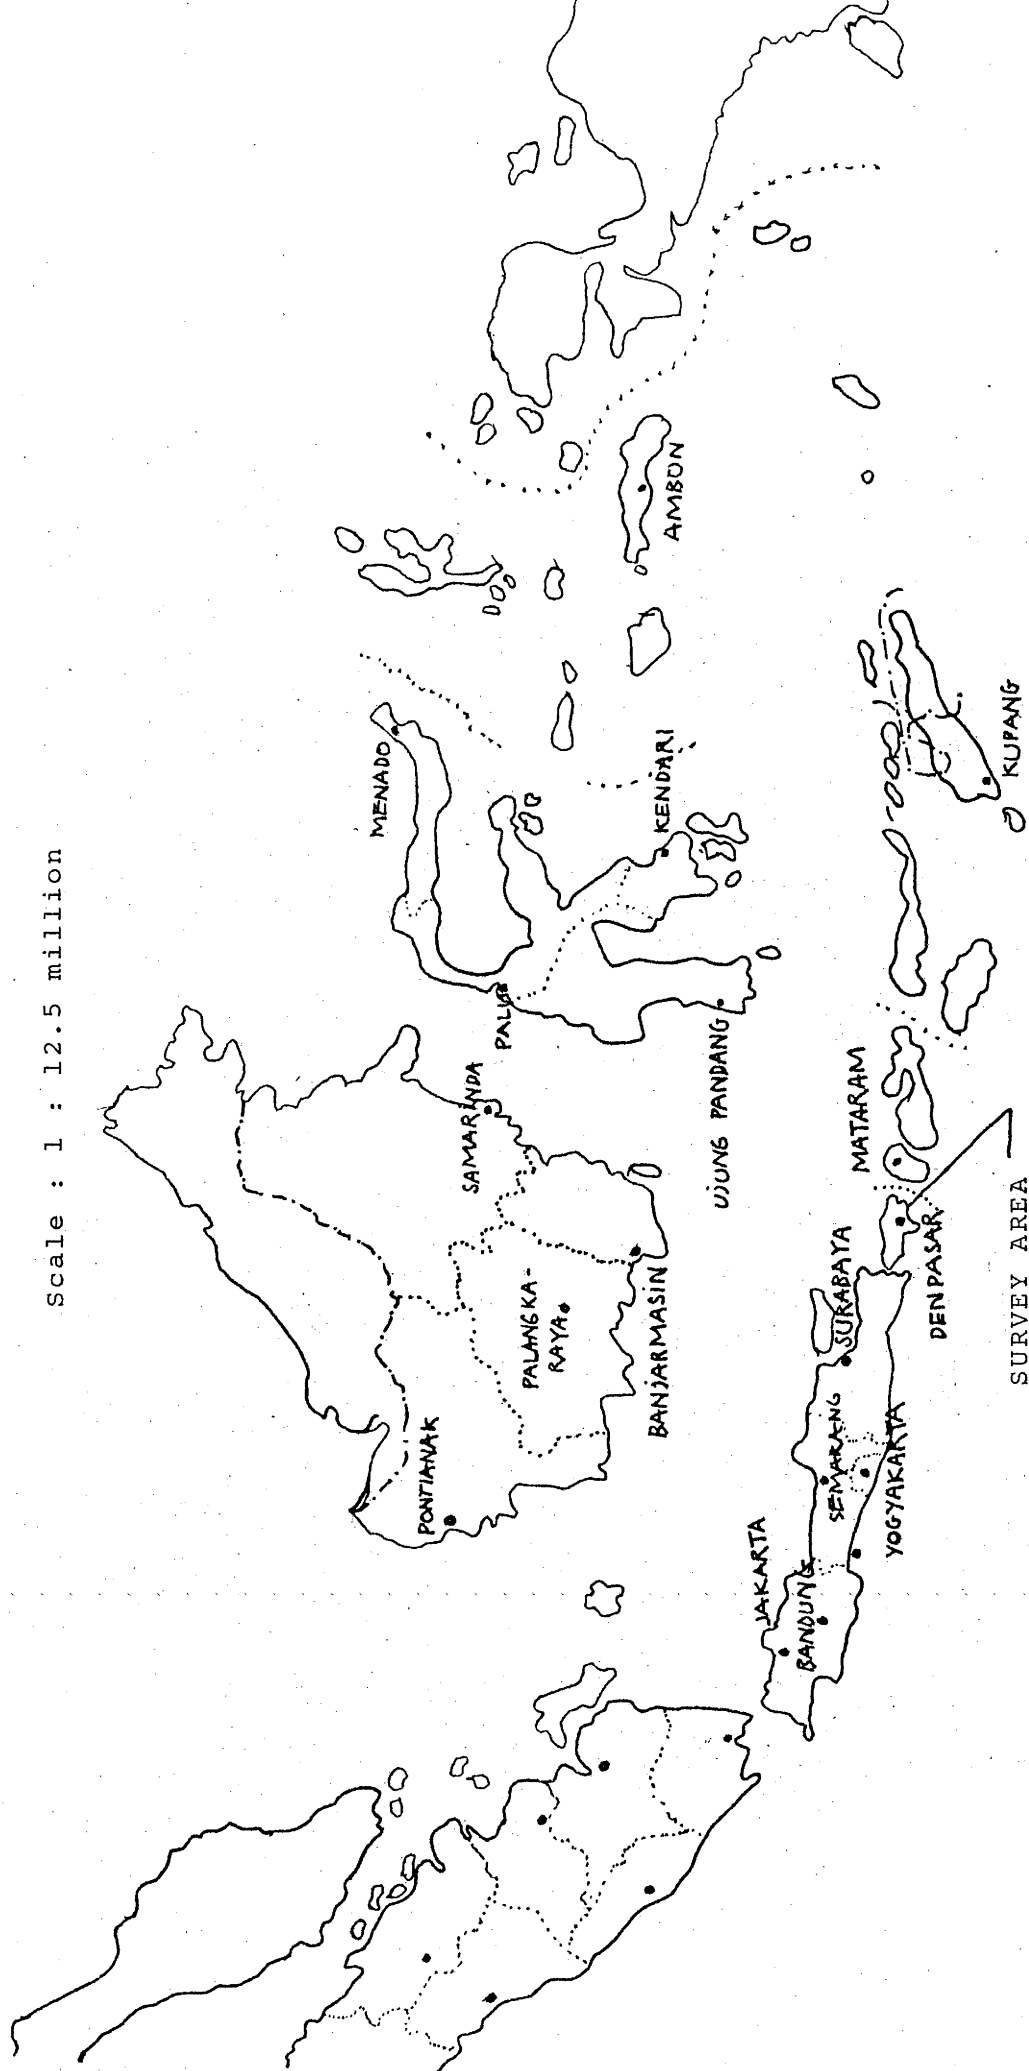 Scale : 1 : 12.5 million
MENADO
PALU
SAMARINDA
PONTIANAK
PALANGKA-
RAYA
BANJARMASIN
UJUNG PANDANG
KENDARI
AMBON
JAKARTA
BANDUNG
SEMARANG
YOGYAKARTA
SURABAYA
DENPASAR
MATARAM
KUPANG
SURVEY AREA